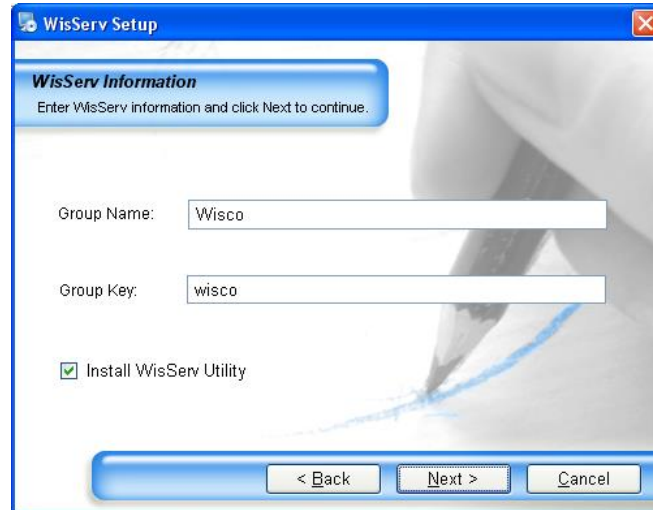 WisServ Setup
WisServ Information
Enter WisServ information and click Next to continue.
Group Name: Wisco
Group Key: wisco
Install WisServ Utility
< Back Next > Cancel